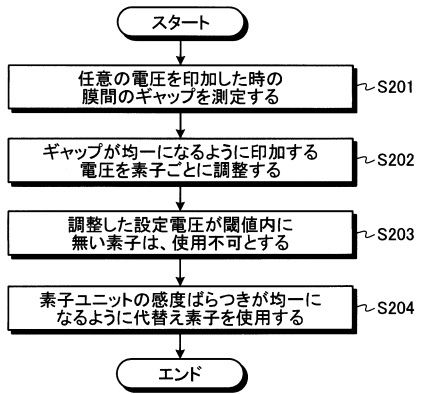 スタート
任意の電圧を印加した時の
膜間のギャップを測定する
S201
ギャップが均一になるように印加する
電圧を素子ごとに調整する
S202
調整した設定電圧が閾値内に
無い素子は、使用不可とする
S203
素子ユニットの感度ばらつきが均一に
なるように代替え素子を使用する
S204
エンド